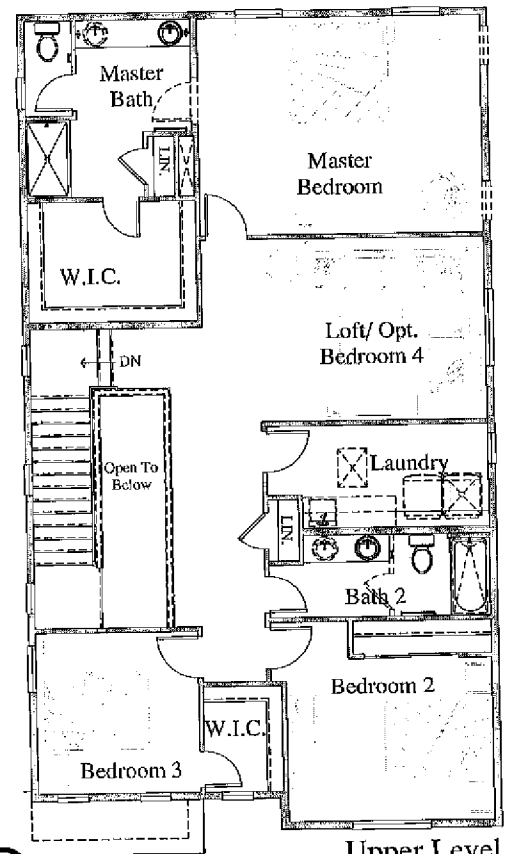 Master
Bath
LIN.
Master
Bedroom
W.I.C.
Loft/ Opt.
Bedroom 4
DN
Open To
Below
Laundry
LIN.
Bath 2
Bedroom 2
W.I.C.
Bedroom 3
Upper Level